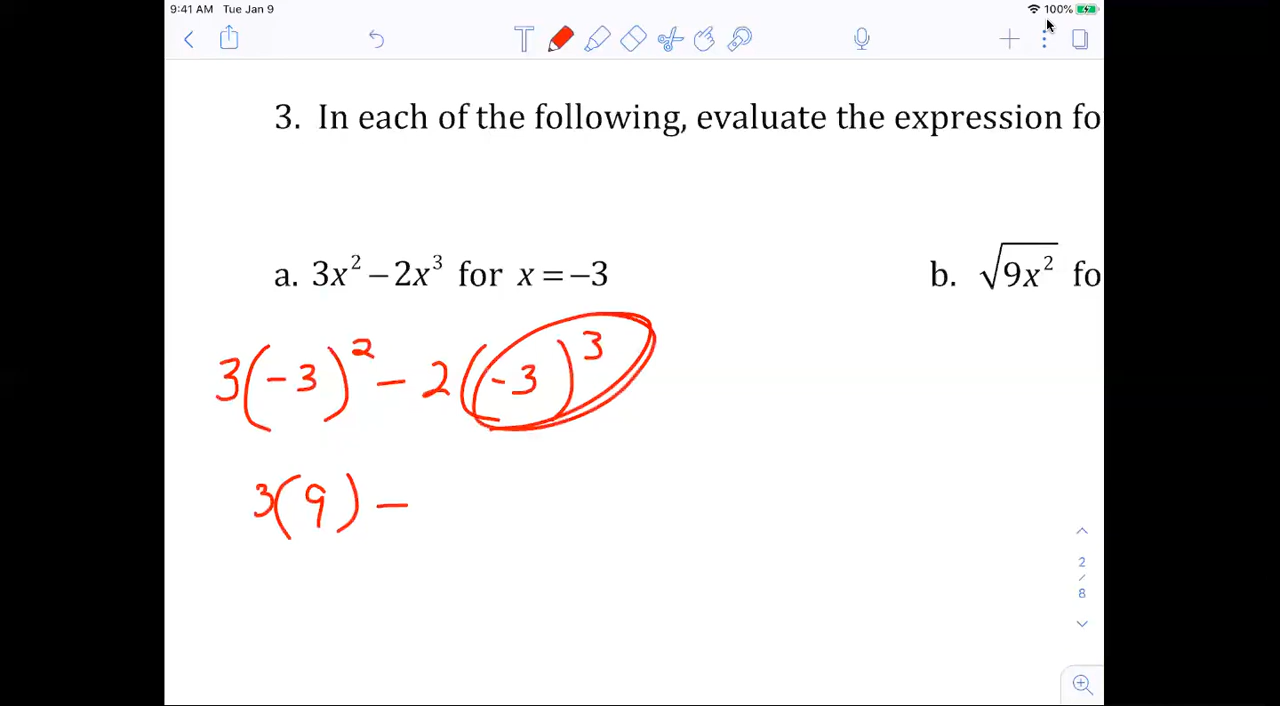 9:41 AM Tue Jan 9 100%
3. In each of the following, evaluate the expression fo
a. 3x² − 2x³ for x = −3
b. √9x² fo
3(-3)² - 2(-3)³
3(9) -
2
/
8